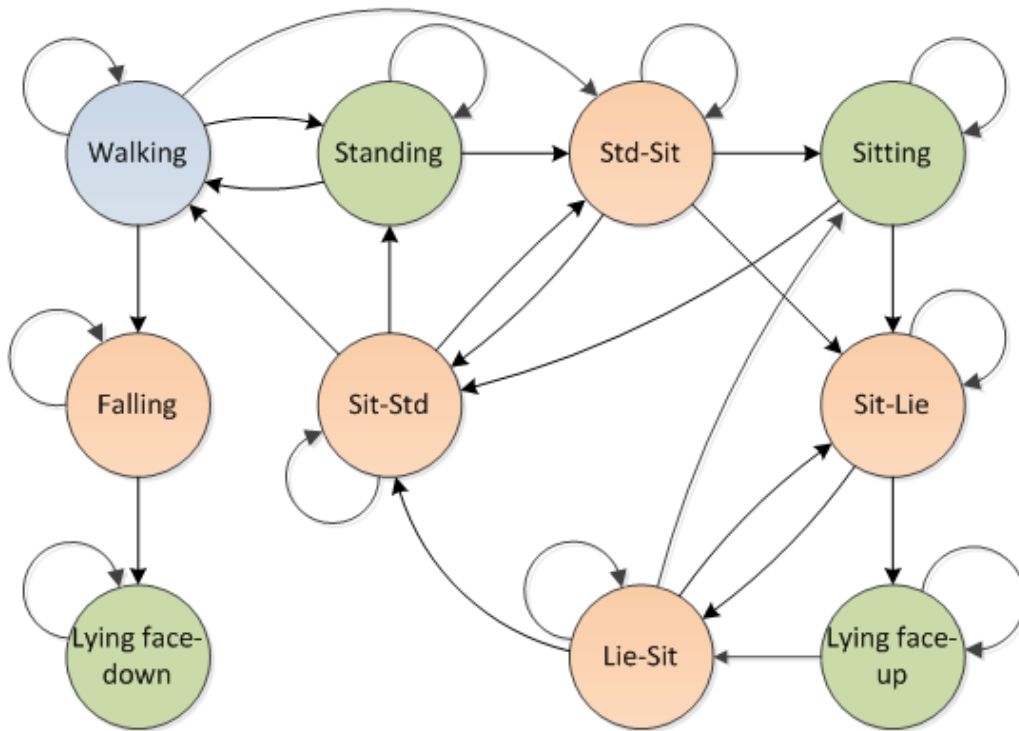 Walking
Standing
Std-Sit
Sitting
Falling
Sit-Std
Sit-Lie
Lying face-
down
Lie-Sit
Lying face-
up